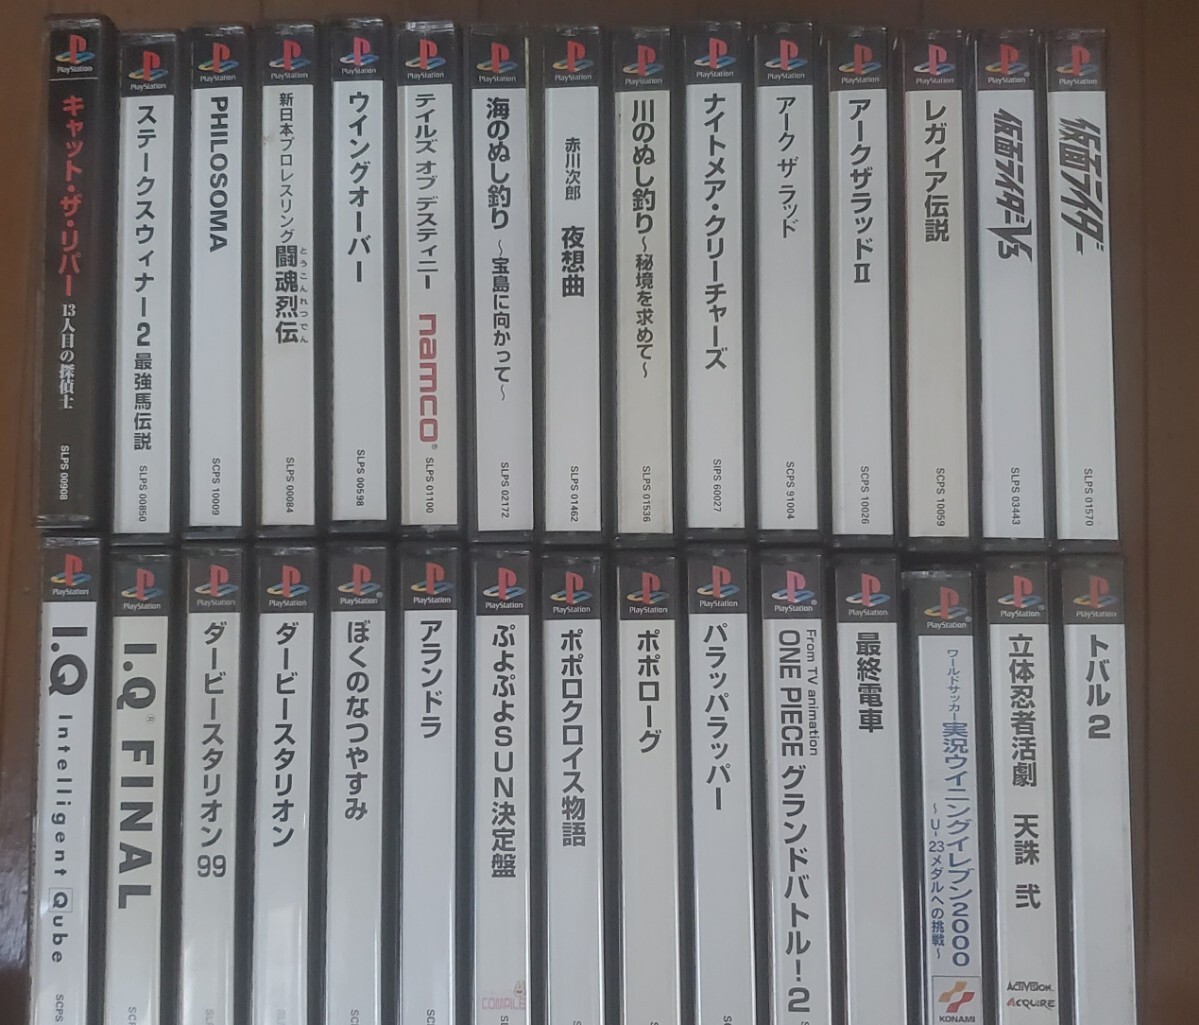 PlayStation
キャット・ザ・リパー 13人目の探偵士
SLPS 00908
PlayStation
ステークスウィナー2 最強馬伝説
SLPS 00850
PlayStation
PHILOSOMA
SCPS 10009
PlayStation
新日本プロレスリング 闘魂烈伝
とうこんれつでん
SLPS 00084
PlayStation
ウイングオーバー
SLPS 00598
PlayStation
テイルズ オブ デスティニー
namco®
SLPS 01100
PlayStation
海のぬし釣り ～宝島に向かって～
SLPS 02172
PlayStation
赤川次郎 夜想曲
SLPS 01462
PlayStation
川のぬし釣り～秘境を求めて～
SLPS 01536
PlayStation
ナイトメア・クリーチャーズ
SIPS 60027
PlayStation
アーク ザ ラッド
SCPS 91004
PlayStation
アークザラッドⅡ
SCPS 10026
PlayStation
レガイア伝説
SCPS 10059
PlayStation
仮面ライダーV3
SLPS 03443
PlayStation
仮面ライダー
SLPS 01570
PlayStation
I.Q Intelligent Qube
SCPS
PlayStation
I.Q® FINAL
PlayStation
ダービースタリオン99
PlayStation
ダービースタリオン
PlayStation
ぼくのなつやすみ
PlayStation
アランドラ
PlayStation
ぷよぷよSUN決定盤
COMPILE
PlayStation
ポポロクロイス物語
PlayStation
ポポローグ
PlayStation
パラッパラッパー
PlayStation
From TV animation
ONE PIECE グランドバトル!2
PlayStation
最終電車
PlayStation
ワールドサッカー実況ウイニングイレブン2000
～U-23メダルへの挑戦～
KONAMI
PlayStation
立体忍者活劇 天誅 弐
ACTIVISION
ACQUIRE
PlayStation
トバル2